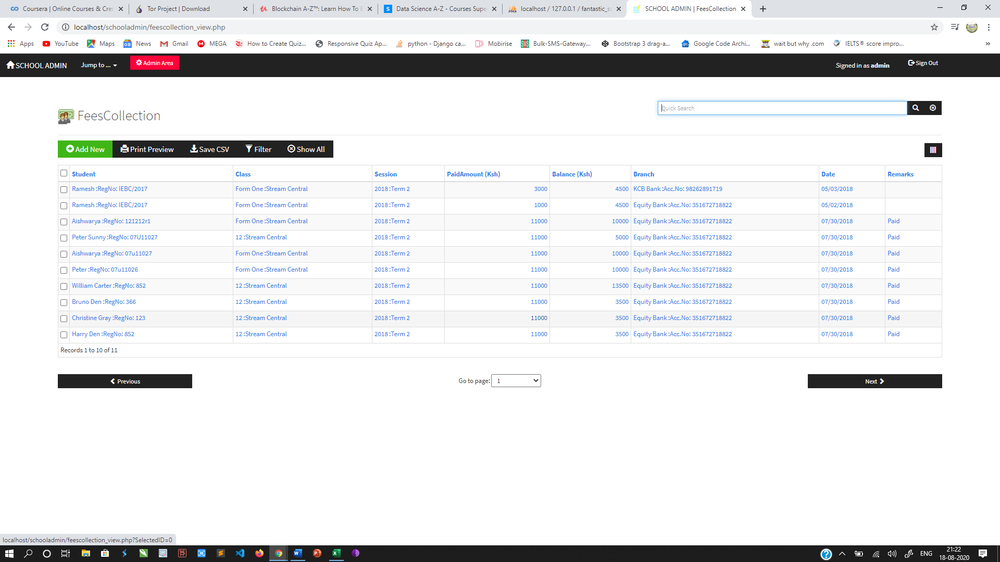 Coursera | Online Courses & Cre
Tor Project | Download
Blockchain A-Z™: Learn How To
Data Science A-Z - Courses Supe
localhost / 127.0.0.1 / fantastic_s
SCHOOL ADMIN | FeesCollection
localhost/schooladmin/feescollection_view.php
Apps YouTube Maps News Gmail MEGA How to Create Quiz... Responsive Quiz Ap... python - Django ca... Mobirise Bulk-SMS-Gateway... Bootstrap 3 drag-a... Google Code Archi... wait but why .com IELTS® score impro... »
SCHOOL ADMIN Jump to ... Admin Area Signed in as admin Sign Out
Quick Search
FeesCollection
Add New Print Preview Save CSV Filter Show All
Student Class Session PaidAmount (Ksh) Balance (Ksh) Branch Date Remarks
Ramesh :RegNo: IEBC/2017 Form One :Stream Central 2018 :Term 2 3000 4500 KCB Bank :Acc.No: 98262891719 05/03/2018
Ramesh :RegNo: IEBC/2017 Form One :Stream Central 2018 :Term 2 1000 4500 Equity Bank :Acc.No: 351672718822 05/02/2018
Aishwarya :RegNo: 121212r1 Form One :Stream Central 2018 :Term 2 11000 10000 Equity Bank :Acc.No: 351672718822 07/30/2018 Paid
Peter Sunny :RegNo: 07U11027 12 :Stream Central 2018 :Term 2 11000 5000 Equity Bank :Acc.No: 351672718822 07/30/2018 Paid
Aishwarya :RegNo: 07u11027 Form One :Stream Central 2018 :Term 2 11000 10000 Equity Bank :Acc.No: 351672718822 07/30/2018 Paid
Peter :RegNo: 07u11026 Form One :Stream Central 2018 :Term 2 11000 10000 Equity Bank :Acc.No: 351672718822 07/30/2018 Paid
William Carter :RegNo: 852 12 :Stream Central 2018 :Term 2 11000 13500 Equity Bank :Acc.No: 351672718822 07/30/2018 Paid
Bruno Den :RegNo: 366 12 :Stream Central 2018 :Term 2 11000 3500 Equity Bank :Acc.No: 351672718822 07/30/2018 Paid
Christine Gray :RegNo: 123 12 :Stream Central 2018 :Term 2 11000 3500 Equity Bank :Acc.No: 351672718822 07/30/2018 Paid
Harry Den :RegNo: 852 12 :Stream Central 2018 :Term 2 11000 3500 Equity Bank :Acc.No: 351672718822 07/30/2018 Paid
Records 1 to 10 of 11
Previous Go to page: 1 Next
localhost/schooladmin/feescollection_view.php?SelectedID=0
ENG 21:22
18-08-2020